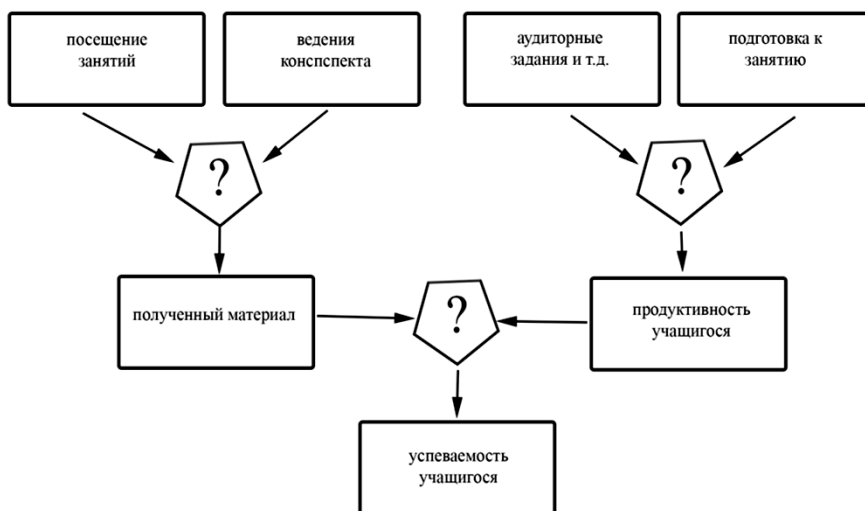 посещение
занятий
ведения
конспспекта
аудиторные
задания и т.д.
подготовка к
занятию
?
?
полученный материал
?
продуктивность
учащигося
успеваемость
учащигося